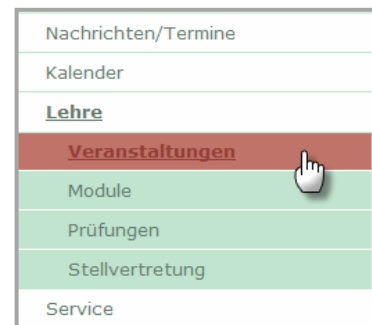 Nachrichten/Termine
Kalender
Lehre
Veranstaltungen
Module
Prüfungen
Stellvertretung
Service